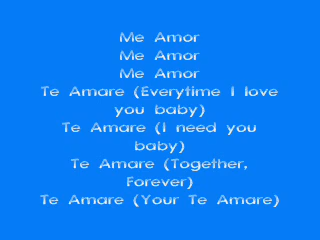 Me Amor
Me Amor
Me Amor
Te Amare (Everytime I love
you baby)
Te Amare (I need you
baby)
Te Amare (Together,
Forever)
Te Amare (Your Te Amare)